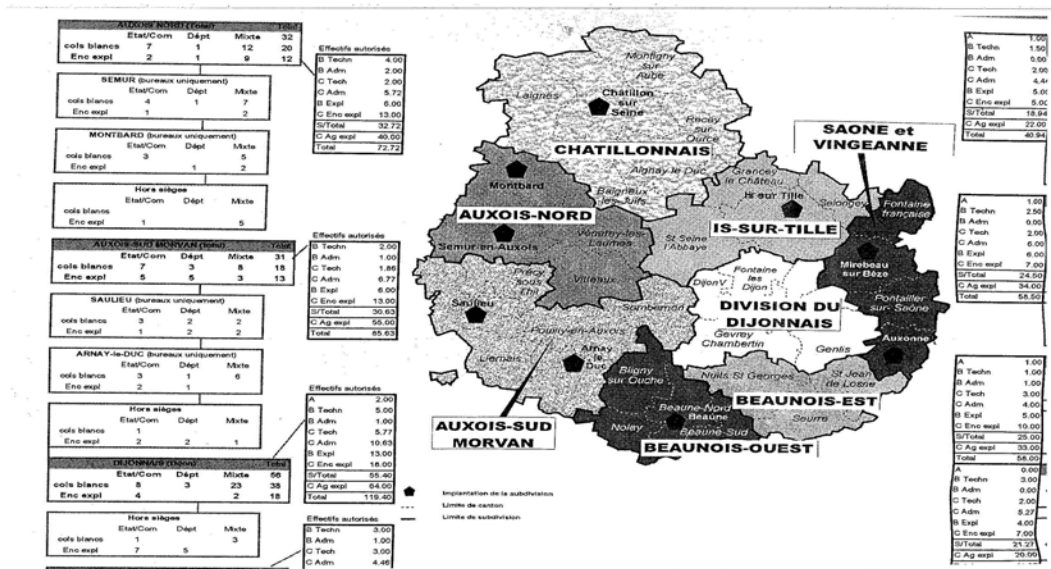 AUXOIS NORD (Total) Total
Etat/Com Dépt Mixte 32
cols blancs 7 1 12 20
Enc expl 2 1 9 12
SEMUR (bureaux uniquement)
Etat/Com Dépt Mixte
cols blancs 4 1 7
Enc expl 1 2
MONTBARD (bureaux uniquement)
Etat/Com Dépt Mixte
cols blancs 3 5
Enc expl 1 2
Hors sièges
Etat/Com Dépt Mixte
cols blancs
Enc expl 1 5
AUXOIS-SUD MORVAN (total) Total
Etat/Com Dépt Mixte 31
cols blancs 7 3 8 18
Enc expl 5 5 3 13
SAULIEU (bureaux uniquement)
Etat/Com Dépt Mixte
cols blancs 3 2 2
Enc expl 1 2 2
ARNAY-le-DUC (bureaux uniquement)
Etat/Com Dépt Mixte
cols blancs 3 1 6
Enc expl 2 1
Hors sièges
Etat/Com Dépt Mixte
cols blancs 1
Enc expl 2 2 1
DIJONNAIS Total
Etat/Com Dépt Mixte 56
cols blancs 8 3 23 38
Enc expl 4 2 18
Hors sièges
Etat/Com Dépt Mixte
cols blancs 1 3
Enc expl 7 5
Effectifs autorisés
B Techn 4.00
B Adm 2.00
C Tech 2.00
C Adm 5.72
B Expl 6.00
C Enc expl 13.00
S/Total 32.72
C Ag expl 40.00
Total 72.72
Effectifs autorisés
B Techn 2.00
B Adm 1.00
C Tech 1.86
C Adm 6.77
B Expl 6.00
C Enc expl 13.00
S/Total 30.63
C Ag expl 55.00
Total 85.63
Effectifs autorisés
A 2.00
B Techn 5.00
B Adm 1.00
C Tech 5.77
C Adm 10.63
B Expl 13.00
C Enc expl 18.00
S/Total 55.40
C Ag expl 64.00
Total 119.40
Effectifs autorisés
B Techn 3.00
B Adm 1.00
C Tech 3.00
C Adm 4.46
Montigny sur Aube
Laignes
Chatillon sur Seine
Recey sur Ource
CHATILLONNAIS
Aignay le Duc
Baigneux les Juifs
Montbard
AUXOIS-NORD
Semur-en-Auxois
Venarey-les Laumes
Précy sous Thil
Vitteaux
Saulieu
Sombernon
Pouilly-en-Auxois
Liernais
Arnay le Duc
AUXOIS-SUD MORVAN
Grancey le Château
Is sur Tille
Selongey
IS-SUR-TILLE
St Seine l'Abbaye
SAONE et VINGEANNE
Fontaine française
Mirebeau sur Bèze
Pontailler sur-Saône
Auxonne
Fontaine les Dijon
DijonV
DIVISION DU DIJONNAIS
Gevrey Chambertin
Genlis
Bligny sur Ouche
Nuits St Georges
St Jean de Losne
BEAUNOIS-EST
Seurre
Beaune-Nord
Beaune
Beaune-Sud
Nolay
BEAUNOIS-OUEST
Implantation de la subdivision
Limite de canton
Limite de subdivision
A 1.00
B Techn 1.50
B Adm 0.00
C Tech 2.00
C Adm
B Expl 5.00
C Enc expl 5.00
S/Total 18.94
C Ag expl 22.00
Total 40.94
A 1.00
B Techn 2.50
B Adm 0.00
C Tech 2.00
C Adm 6.00
B Expl 6.00
C Enc expl 7.00
S/Total 24.50
C Ag expl 34.00
Total 58.50
A 1.00
B Techn 1.00
B Adm 1.00
C Tech 3.00
C Adm 4.00
B Expl 5.00
C Enc expl 10.00
S/Total 25.00
C Ag expl 33.00
Total 58.00
A 0.00
B Techn 3.00
B Adm 0.00
C Tech 2.00
C Adm 5.27
B Expl 4.00
C Enc expl 7.00
S/Total 21.27
C Ag expl 20.00